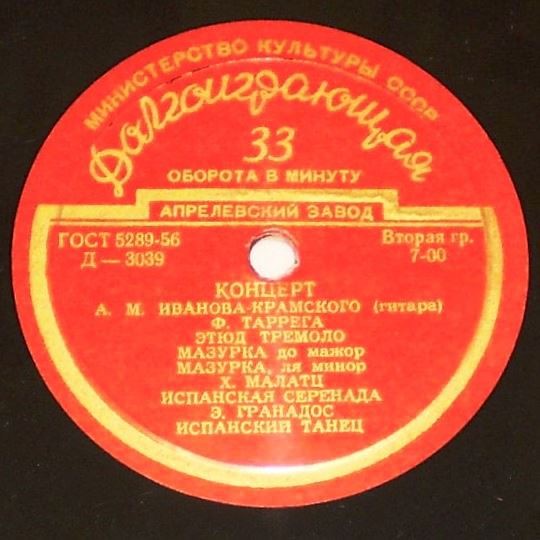 МИНИСТЕРСТВО КУЛЬТУРЫ СССР
Долгоиграющая
33
ОБОРОТА В МИНУТУ
АПРЕЛЕВСКИЙ ЗАВОД
ГОСТ 5289-56
Д — 3039
Вторая гр.
7-00
КОНЦЕРТ
А. М. ИВАНОВА-КРАМСКОГО (гитара)
Ф. ТАРРЕГА
ЭТЮД ТРЕМОЛО
МАЗУРКА до мажор
МАЗУРКА, ля минор
Х. МАЛАТЦ
ИСПАНСКАЯ СЕРЕНАДА
Э. ГРАНАДОС
ИСПАНСКИЙ ТАНЕЦ